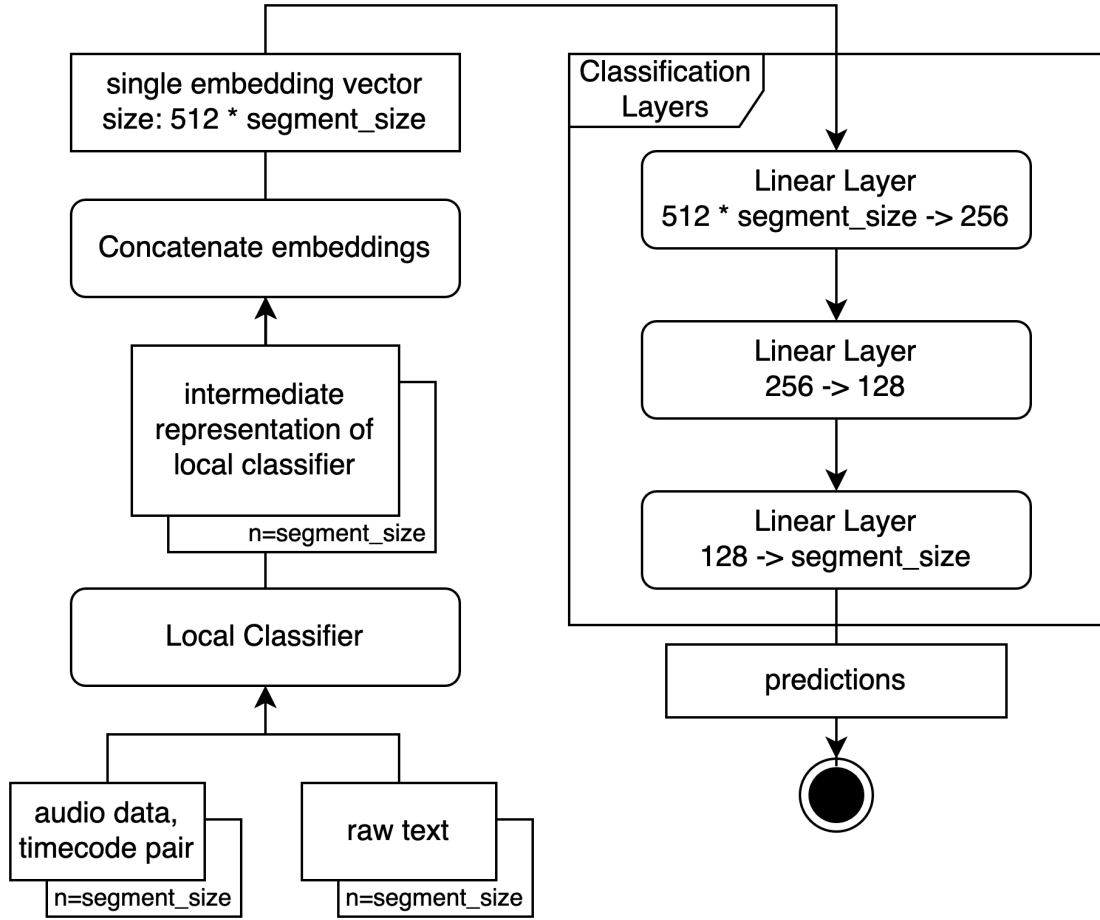 single embedding vector
size: 512 * segment_size
Concatenate embeddings
intermediate
representation of
local classifier
n=segment_size
Local Classifier
audio data,
timecode pair
n=segment_size
raw text
n=segment_size
Classification
Layers
Linear Layer
512 * segment_size -> 256
Linear Layer
256 -> 128
Linear Layer
128 -> segment_size
predictions